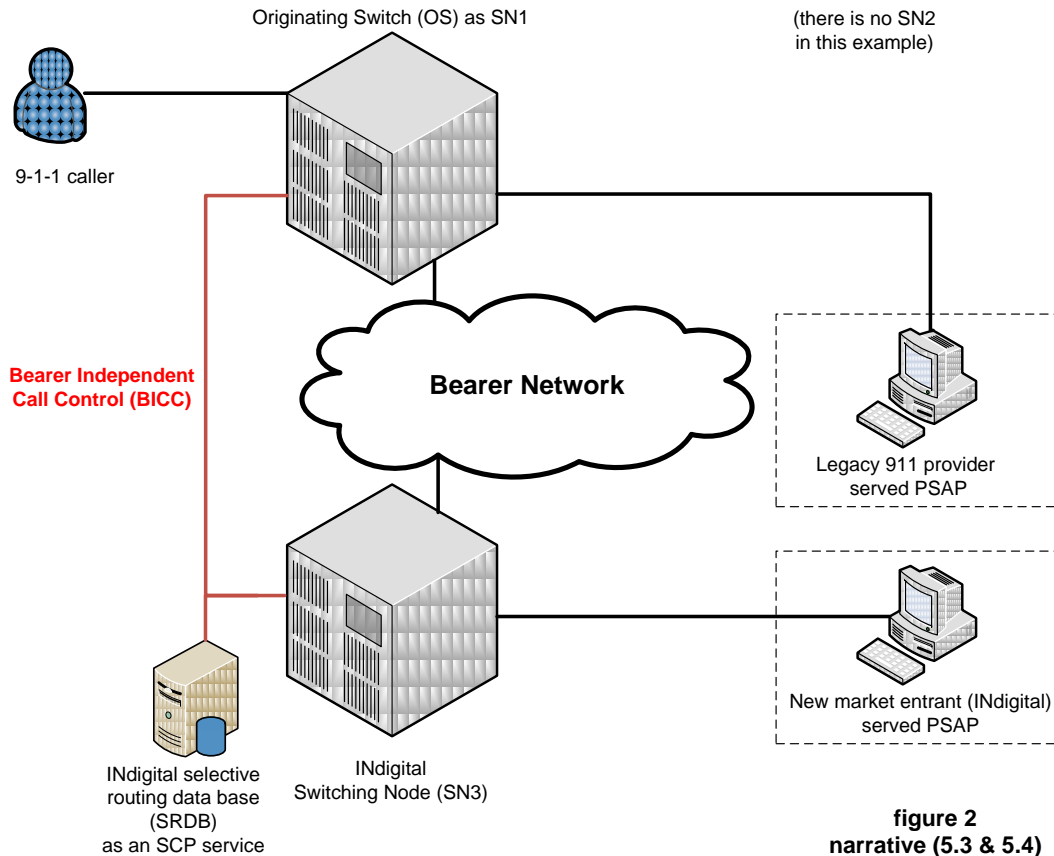 Originating Switch (OS) as SN1
(there is no SN2
in this example)
9-1-1 caller
Bearer Independent
Call Control (BICC)
Bearer Network
Legacy 911 provider
served PSAP
New market entrant (INdigital)
served PSAP
INdigital selective
routing data base
(SRDB)
as an SCP service
INdigital
Switching Node (SN3)
figure 2
narrative (5.3 & 5.4)